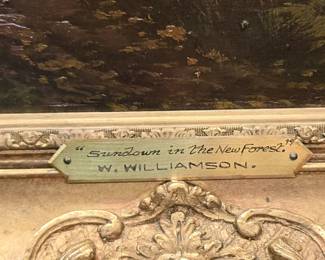 "Sundown in the New Forest."
W. WILLIAMSON.